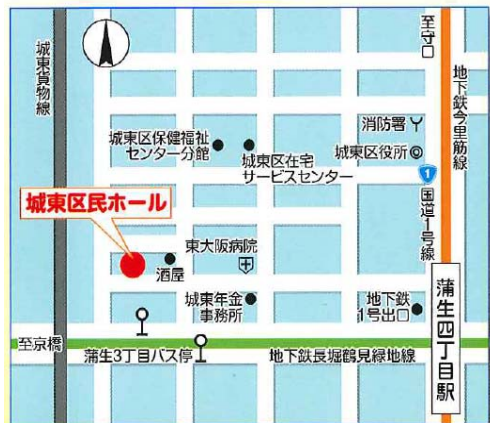 城東貨物線
至守口
地下鉄今里筋線
消防署
城東区保健福祉
センター分館
城東区在宅
サービスセンター
城東区役所
1
国道1号線
城東区民ホール
東大阪病院
酒屋
城東年金
事務所
地下鉄
1号出口
蒲生四丁目駅
至京橋
蒲生3丁目バス停
地下鉄長堀鶴見緑地線